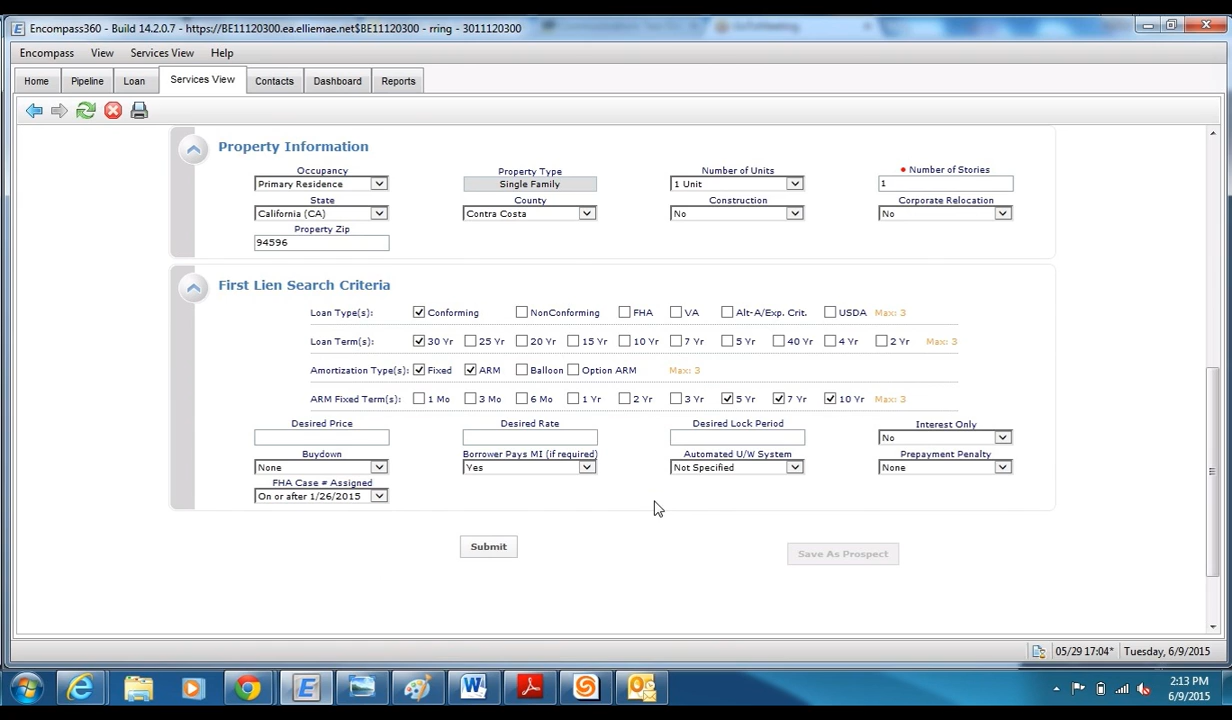 Encompass360 - Build 14.2.0.7 - https://BE11120300.ea.elliemae.net$BE11120300 - rring - 3011120300
Encompass View Services View Help
Home Pipeline Loan Services View Contacts Dashboard Reports
Property Information
Occupancy Property Type Number of Units Number of Stories
Primary Residence Single Family 1 Unit 1
State County Construction Corporate Relocation
California (CA) Contra Costa No No
Property Zip
94596
First Lien Search Criteria
Loan Type(s): Conforming NonConforming FHA VA Alt-A/Exp. Crit. USDA Max: 3
Loan Term(s): 30 Yr 25 Yr 20 Yr 15 Yr 10 Yr 7 Yr 5 Yr 40 Yr 4 Yr 2 Yr Max: 3
Amortization Type(s): Fixed ARM Balloon Option ARM Max: 3
ARM Fixed Term(s): 1 Mo 3 Mo 6 Mo 1 Yr 2 Yr 3 Yr 5 Yr 7 Yr 10 Yr Max: 3
Desired Price Desired Rate Desired Lock Period Interest Only
No
Buydown Borrower Pays MI (if required) Automated U/W System Prepayment Penalty
None Yes Not Specified None
FHA Case # Assigned
On or after 1/26/2015
Submit Save As Prospect
05/29 17:04* Tuesday, 6/9/2015
2:13 PM
6/9/2015